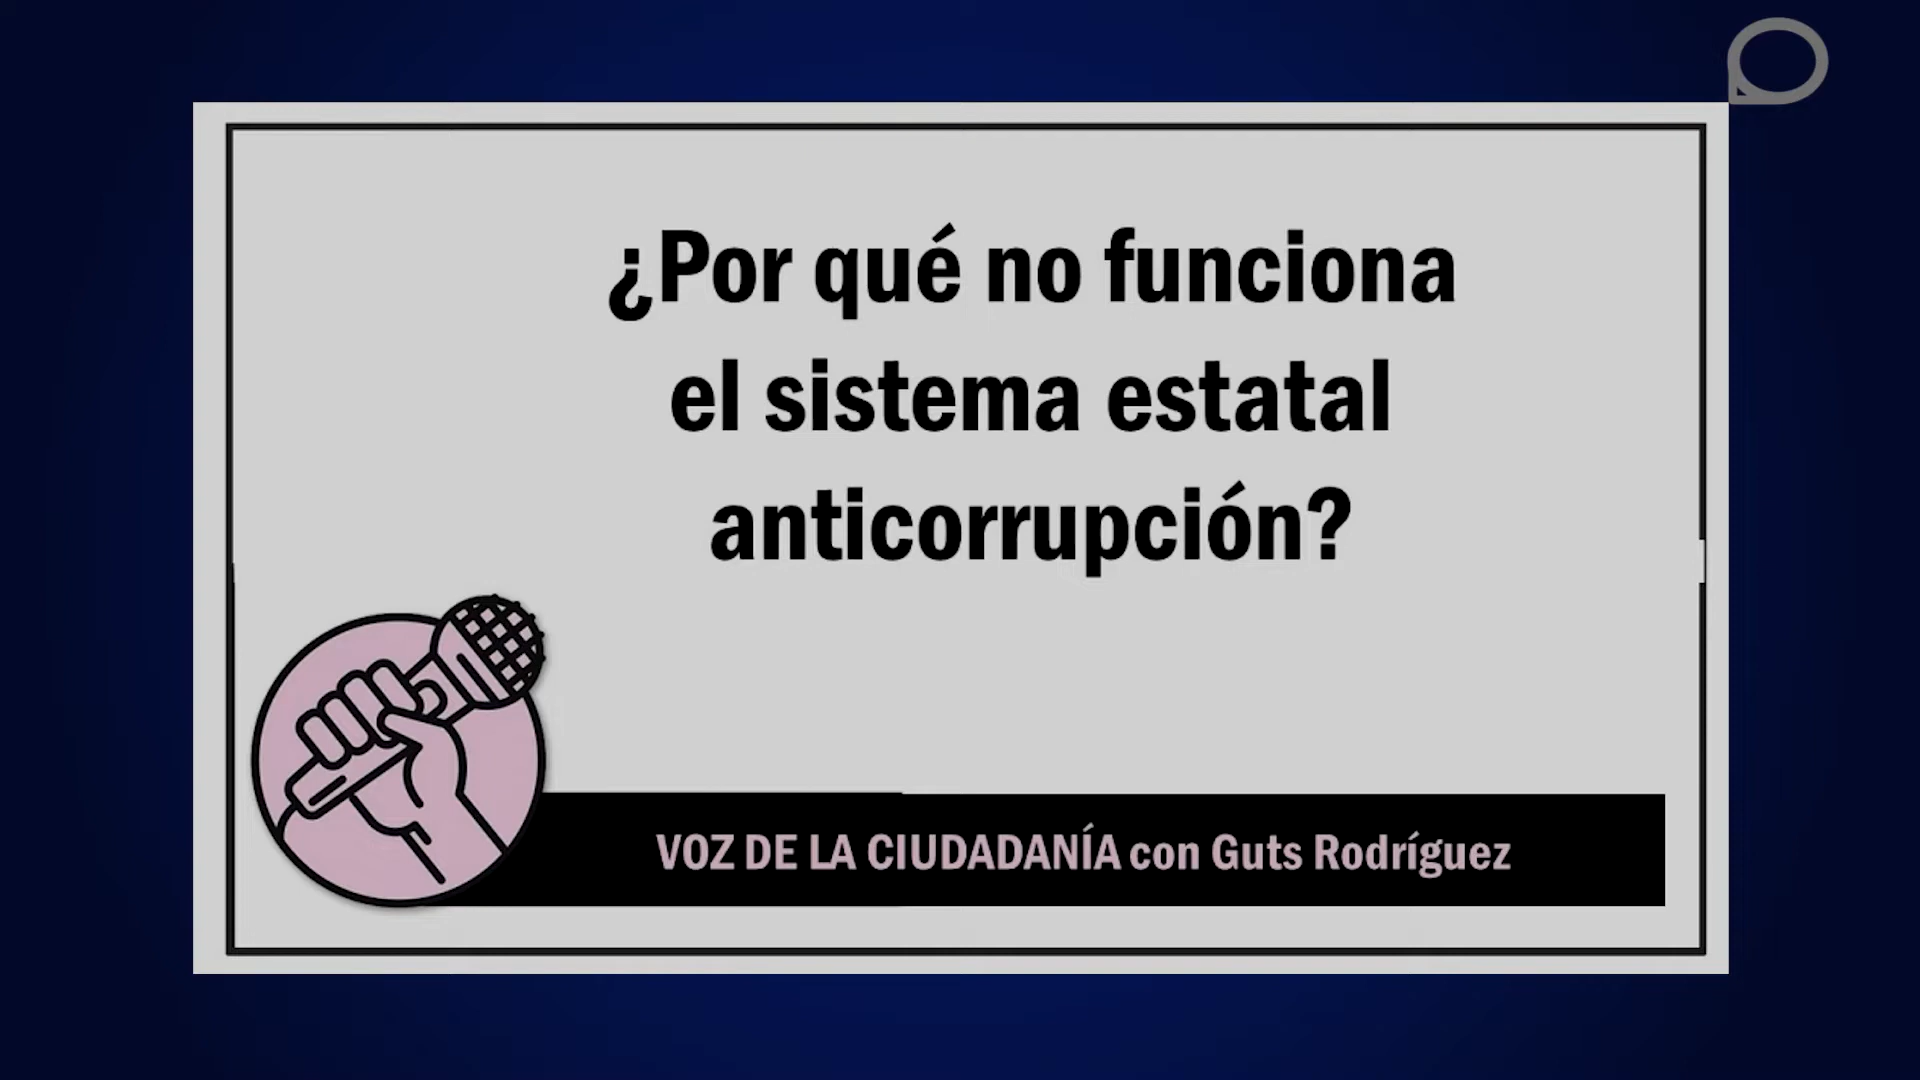 ¿Por qué no funciona
el sistema estatal
anticorrupción?
VOZ DE LA CIUDADANÍA con Guts Rodríguez